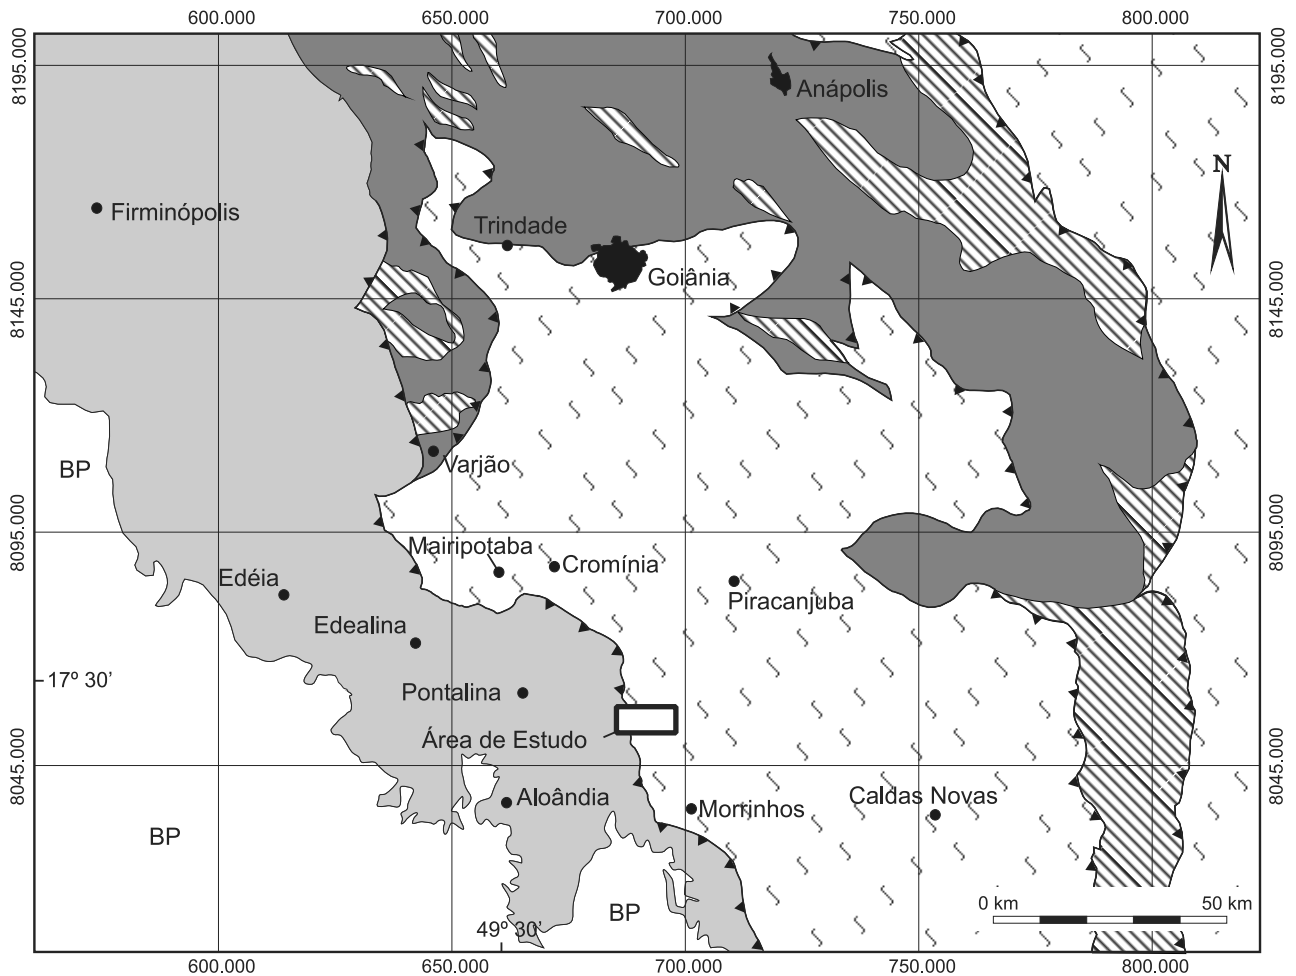 600.000 650.000 700.000 750.000 800.000
8195.000
8195.000
Anápolis
N
Firminópolis
Trindade
Goiânia
8145.000
8145.000
BP
Varjão
8095.000
8095.000
Mairipotaba
Cromínia
Edéia
Piracanjuba
Edealina
17º 30’
Pontalina
Área de Estudo
8045.000
8045.000
Aloândia
Morrinhos
Caldas Novas
BP
0 km 50 km
BP
49º 30’
600.000 650.000 700.000 750.000 800.000